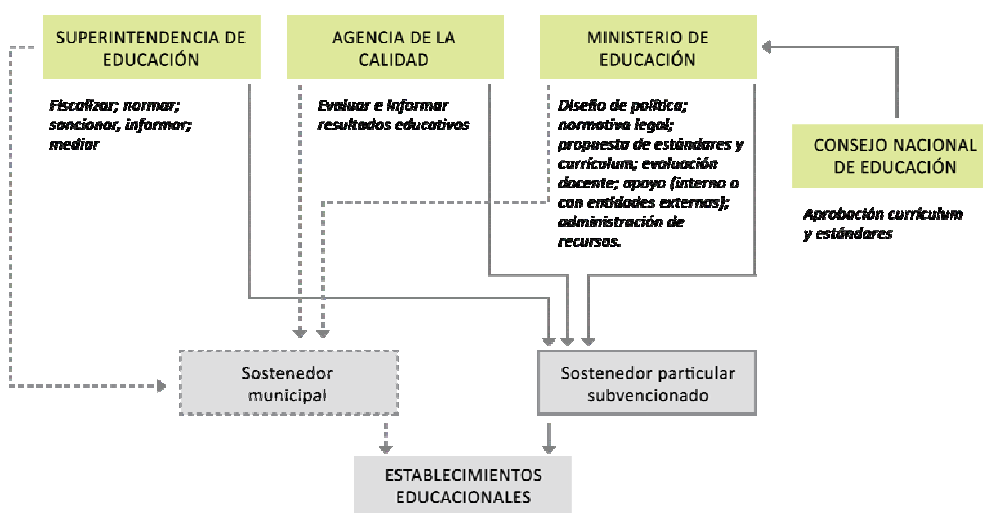 SUPERINTENDENCIA DE
EDUCACIÓN
AGENCIA DE LA
CALIDAD
MINISTERIO DE
EDUCACIÓN
Fiscalizar; normar;
sancionar, informar;
mediar
Evaluar e informar
resultados educativos
Diseño de política;
normativa legal;
propuesta de estándares y
currículum; evaluación
docente; apoyo (interno o
con entidades externas);
administración de
recursos.
CONSEJO NACIONAL
DE EDUCACIÓN
Aprobación currículum
y estándares
Sostenedor
municipal
Sostenedor particular
subvencionado
ESTABLECIMIENTOS
EDUCACIONALES